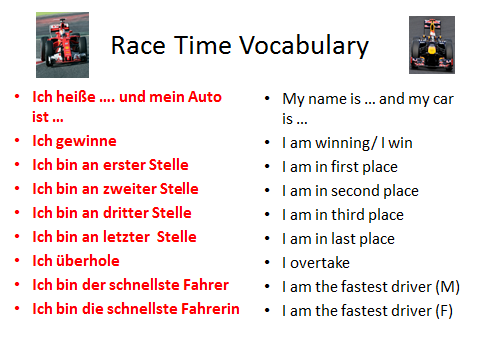 Race Time Vocabulary
• Ich heiße .... und mein Auto
ist ...
• Ich gewinne
• Ich bin an erster Stelle
• Ich bin an zweiter Stelle
• Ich bin an dritter Stelle
• Ich bin an letzter  Stelle
• Ich überhole
• Ich bin der schnellste Fahrer
• Ich bin die schnellste Fahrerin
• My name is ... and my car
is ...
• I am winning/ I win
• I am in first place
• I am in second place
• I am in third place
• I am in last place
• I overtake
• I am the fastest driver (M)
• I am the fastest driver (F)